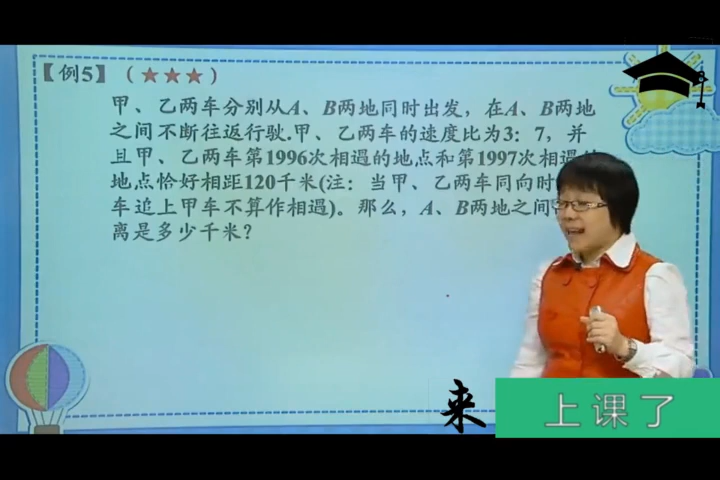 【例5】（★★★）
甲、乙两车分别从A、B两地同时出发，在A、B两地
之间不断往返行驶.甲、乙两车的速度比为3：7，并
且甲、乙两车第1996次相遇的地点和第1997次相遇
地点恰好相距120千米(注：当甲、乙两车同向时
车追上甲车不算作相遇)。那么，A、B两地之间
离是多少千米？
来 上课了